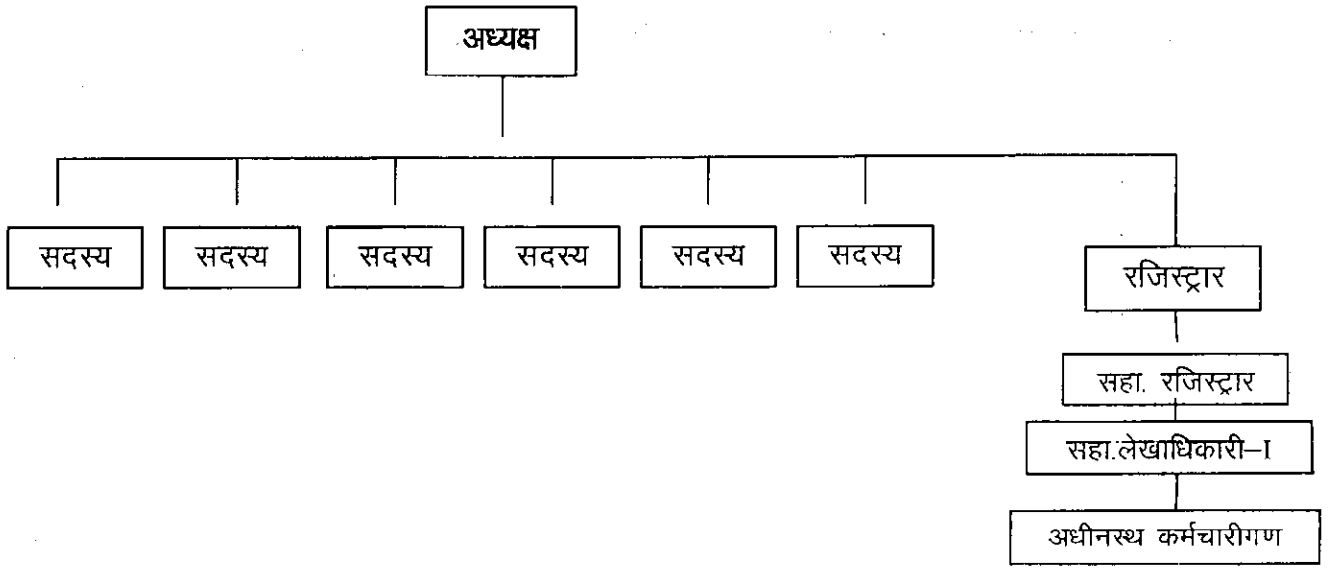 अध्यक्ष
सदस्य सदस्य सदस्य सदस्य सदस्य सदस्य
रजिस्ट्रार
सहा. रजिस्ट्रार
सहा.लेखाधिकारी–I
अधीनस्थ कर्मचारीगण